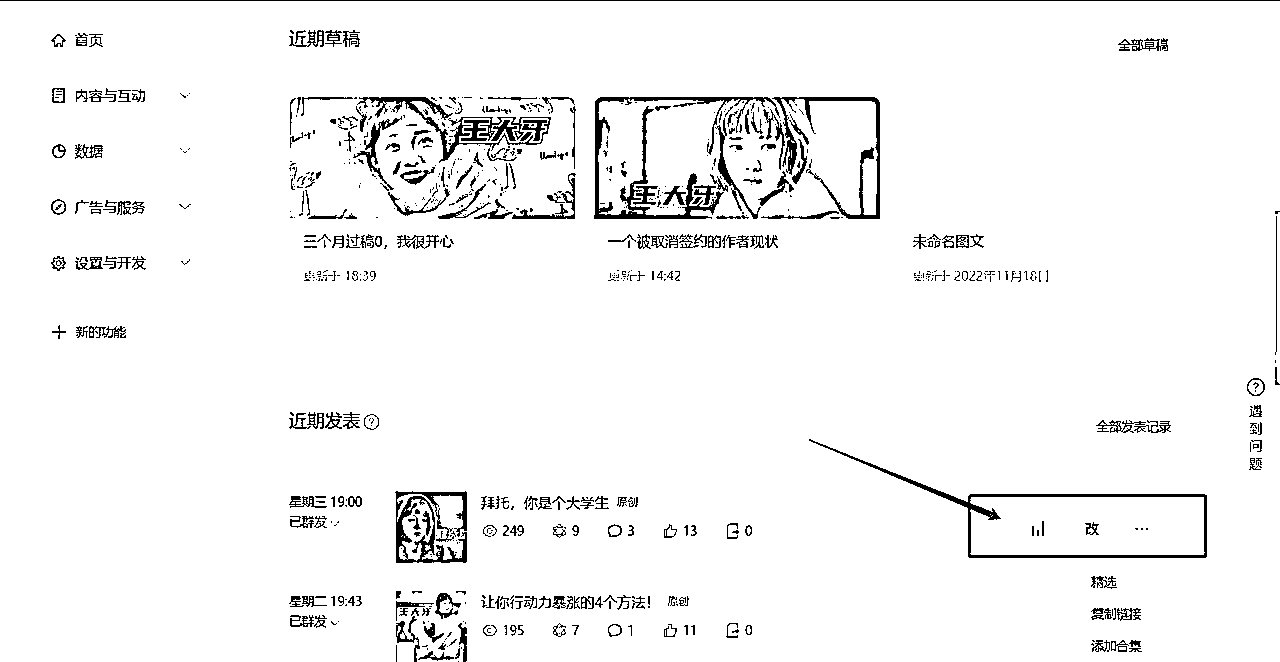 首页
近期草稿
全部草稿
内容与互动
数据
广告与服务
设置与开发
新的功能
王大牙
王大牙
三个月过稿0，我很开心
一个被取消签约的作者现状
未命名图文
更新于 18:39
更新于 14:42
更新于 2022年11月18日
遇到问题
近期发表
全部发表记录
星期三 19:00
已群发
拜托，你是个大学生 原创
249 9 3 13 0
改 ···
精选
复制链接
添加合集
星期二 19:43
已群发
王大牙
让你行动力暴涨的4个方法！ 原创
195 7 1 11 0